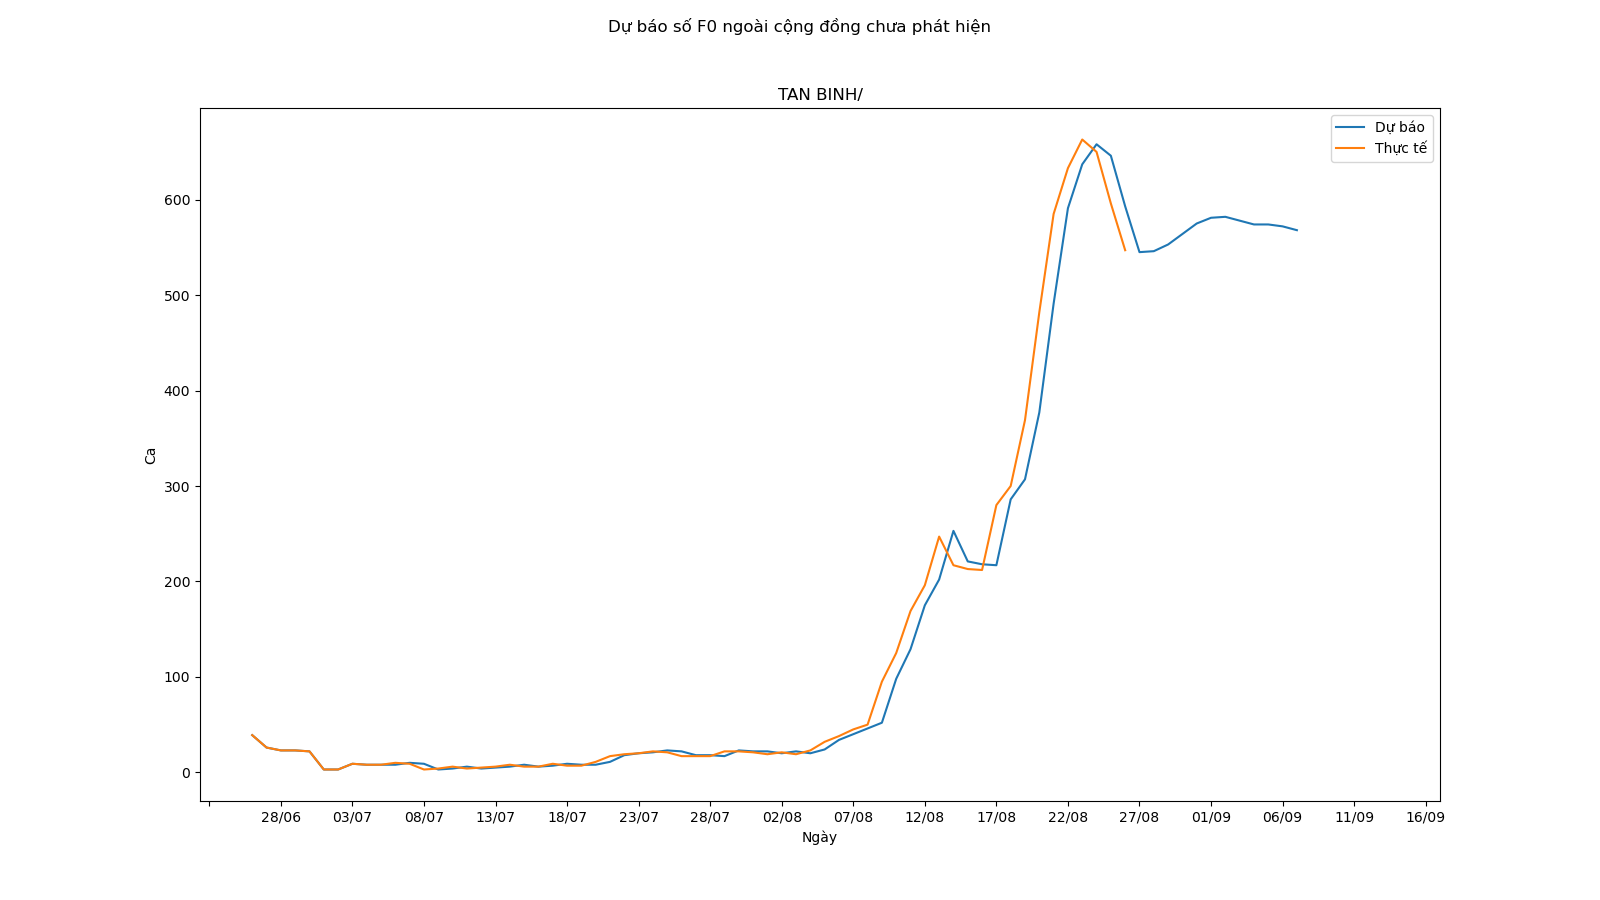 Dự báo số F0 ngoài cộng đồng chưa phát hiện
TAN BINH/
Dự báo
Thực tế
600
500
400
300
200
100
0
Ca
28/06 03/07 08/07 13/07 18/07 23/07 28/07 02/08 07/08 12/08 17/08 22/08 27/08 01/09 06/09 11/09 16/09
Ngày